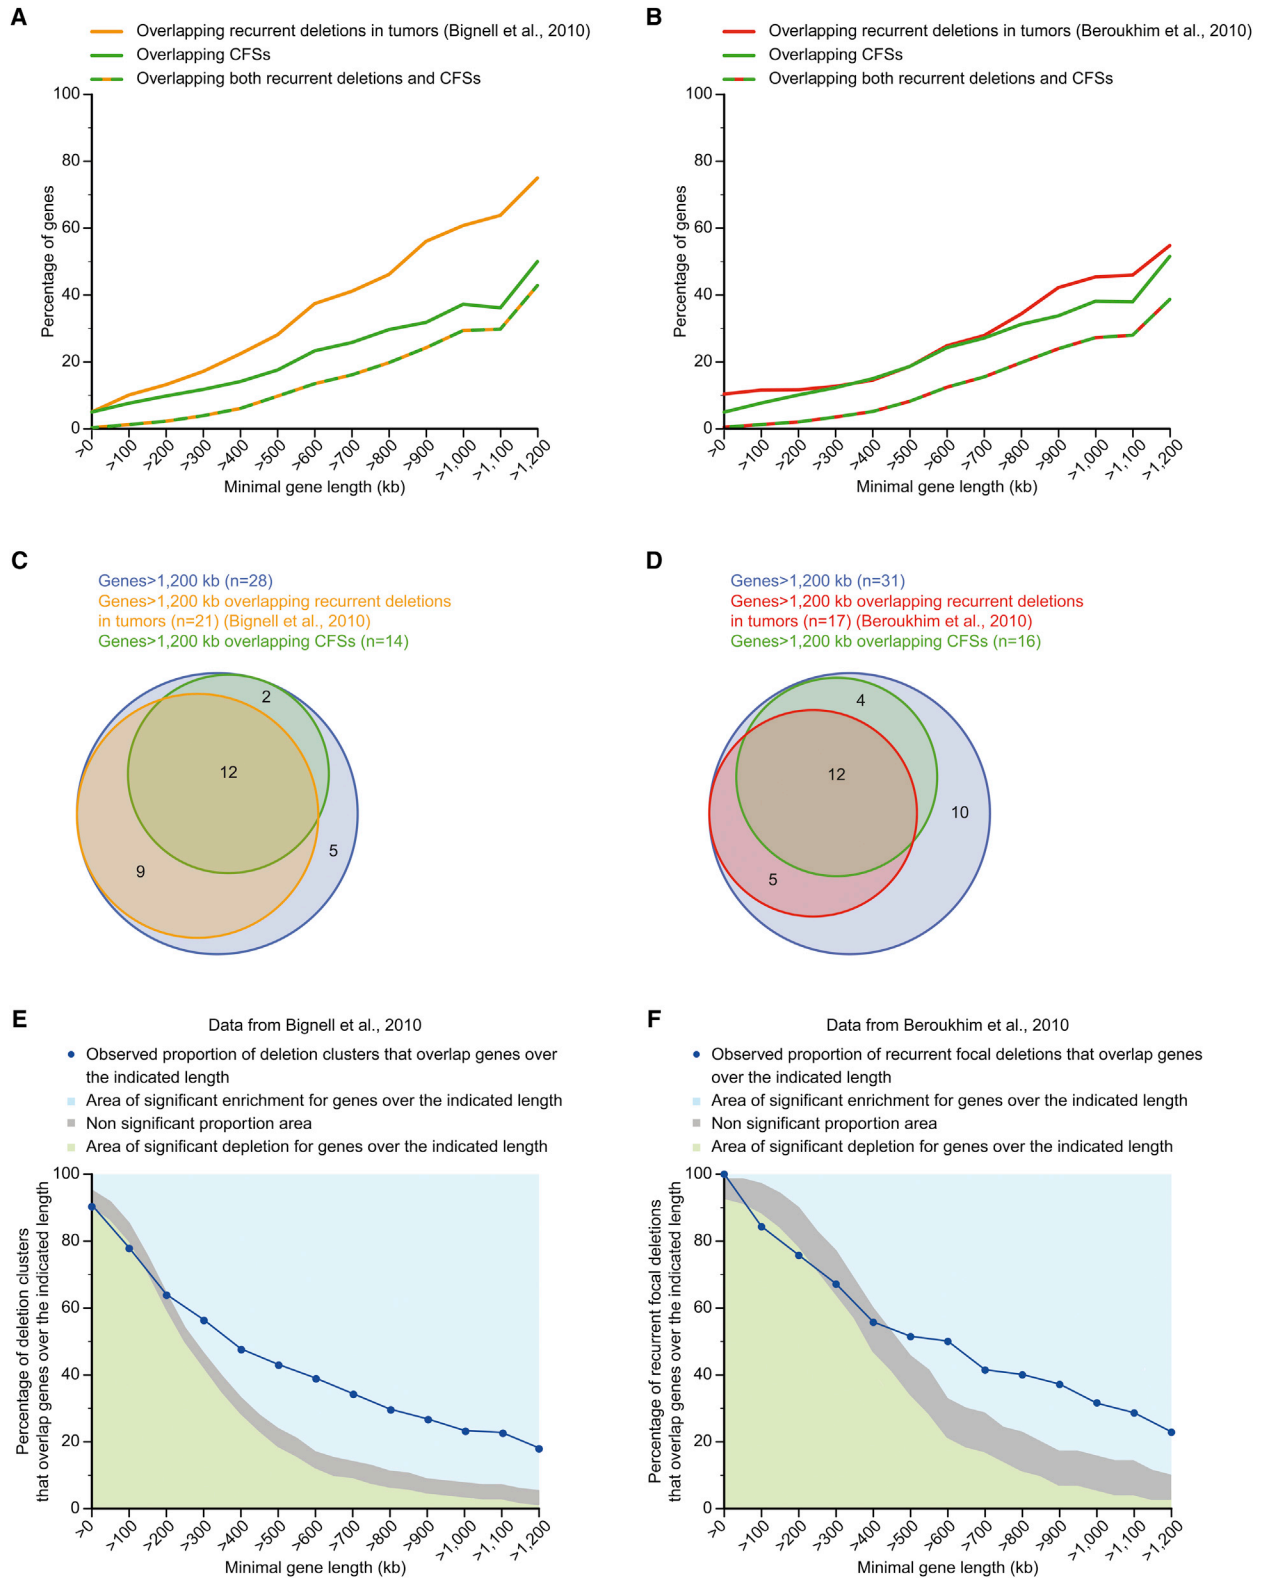 A
Overlapping recurrent deletions in tumors (Bignell et al., 2010)
Overlapping CFSs
Overlapping both recurrent deletions and CFSs
100
80
60
40
20
0
Percentage of genes
>0
>100
>200
>300
>400
>500
>600
>700
>800
>900
>1,000
>1,100
>1,200
Minimal gene length (kb)
B
Overlapping recurrent deletions in tumors (Beroukhim et al., 2010)
Overlapping CFSs
Overlapping both recurrent deletions and CFSs
100
80
60
40
20
0
Percentage of genes
>0
>100
>200
>300
>400
>500
>600
>700
>800
>900
>1,000
>1,100
>1,200
Minimal gene length (kb)
C
Genes>1,200 kb (n=28)
Genes>1,200 kb overlapping recurrent deletions
in tumors (n=21) (Bignell et al., 2010)
Genes>1,200 kb overlapping CFSs (n=14)
2
12
5
9
D
Genes>1,200 kb (n=31)
Genes>1,200 kb overlapping recurrent deletions
in tumors (n=17) (Beroukhim et al., 2010)
Genes>1,200 kb overlapping CFSs (n=16)
4
12
10
5
E
Data from Bignell et al., 2010
Observed proportion of deletion clusters that overlap genes over
the indicated length
Area of significant enrichment for genes over the indicated length
Non significant proportion area
Area of significant depletion for genes over the indicated length
100
80
60
40
20
0
Percentage of deletion clusters
that overlap genes over the indicated length
>0
>100
>200
>300
>400
>500
>600
>700
>800
>900
>1,000
>1,100
>1,200
Minimal gene length (kb)
F
Data from Beroukhim et al., 2010
Observed proportion of recurrent focal deletions that overlap genes
over the indicated length
Area of significant enrichment for genes over the indicated length
Non significant proportion area
Area of significant depletion for genes over the indicated length
100
80
60
40
20
0
Percentage of recurrent focal deletions
that overlap genes over the indicated length
>0
>100
>200
>300
>400
>500
>600
>700
>800
>900
>1,000
>1,100
>1,200
Minimal gene length (kb)